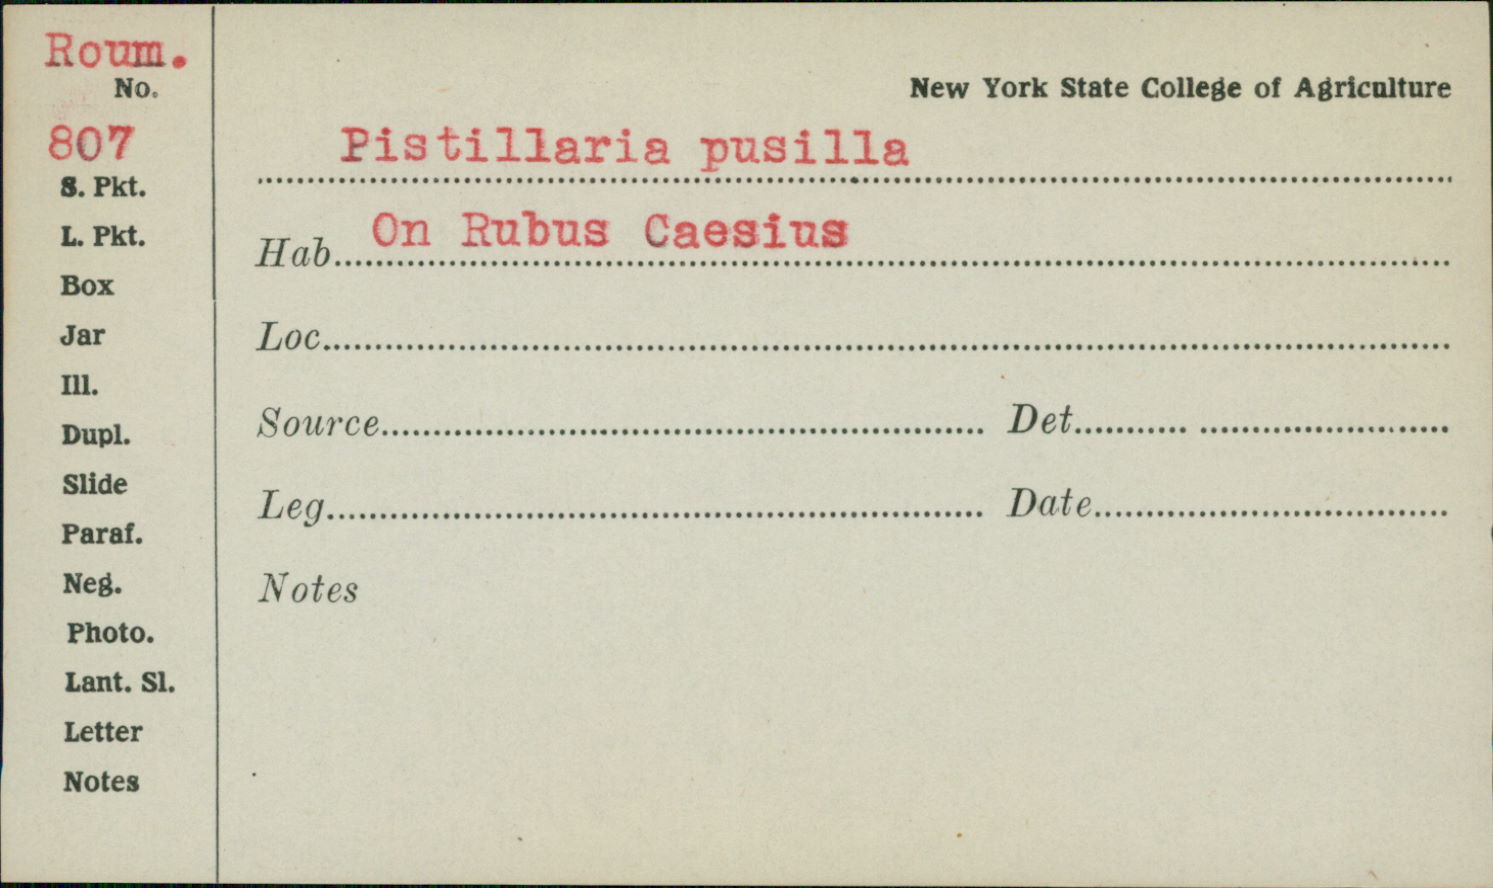 Roum.
No.
807
S. Pkt.
L. Pkt.
Box
Jar
Ill.
Dupl.
Slide
Paraf.
Neg.
Photo.
Lant. Sl.
Letter
Notes
New York State College of Agriculture
Pistillaria pusilla
Hab. On Rubus Caesius
Loc.
Source Det.
Leg. Date
Notes